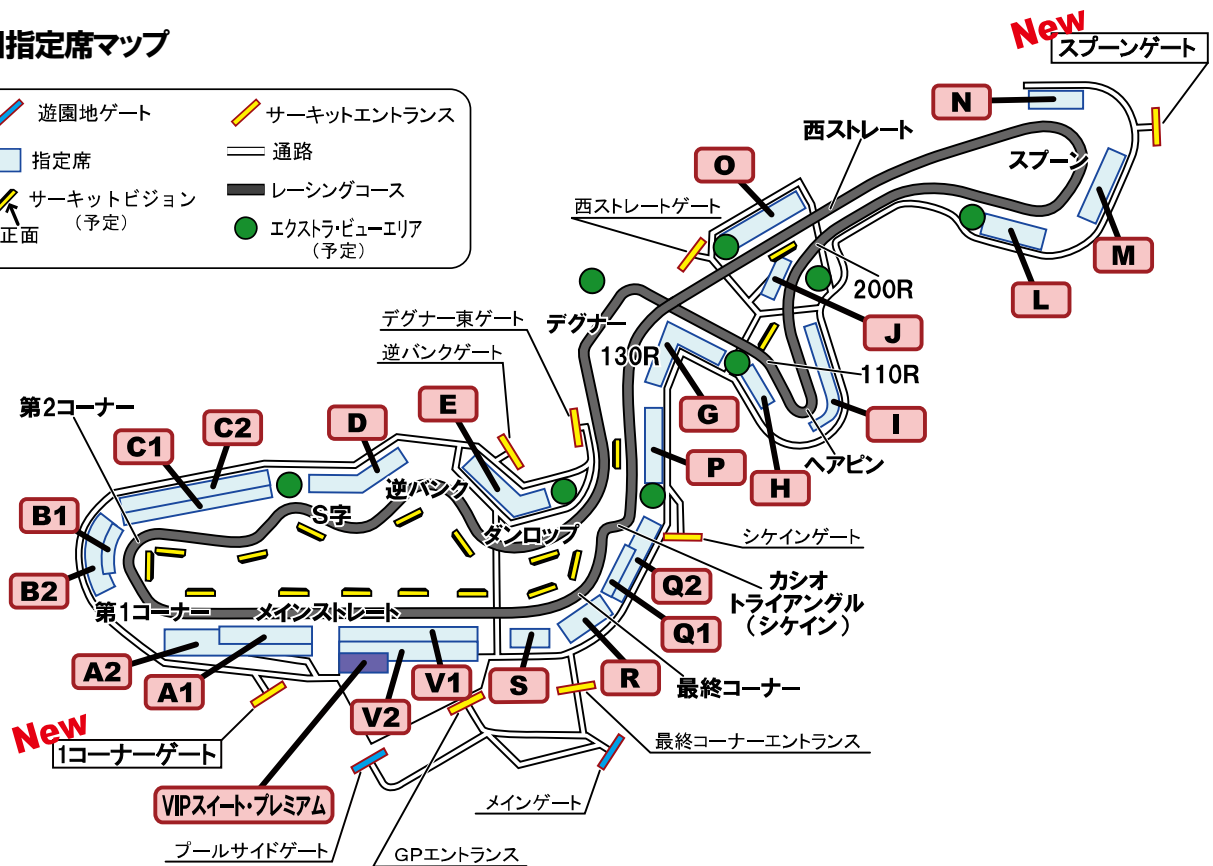 指定席マップ
New
スプーンゲート
遊園地ゲート
サーキットエントランス
指定席
通路
サーキットビジョン
(予定)
正面
レーシングコース
エクストラ・ビューエリア
(予定)
N
西ストレート
スプーン
O
西ストレートゲート
M
L
200R
J
デグナー東ゲート
デグナー
逆バンクゲート
130R
110R
G
I
第2コーナー
C1
C2
D
E
P
H
ヘアピン
逆バンク
S字
B1
ダンロップ
シケインゲート
B2
Q2
カシオ
トライアングル
(シケイン)
第1コーナー
メインストレート
Q1
A2
A1
V1
S
R
最終コーナー
V2
New
1コーナーゲート
最終コーナーエントランス
VIPスイート・プレミアム
メインゲート
プールサイドゲート
GPエントランス